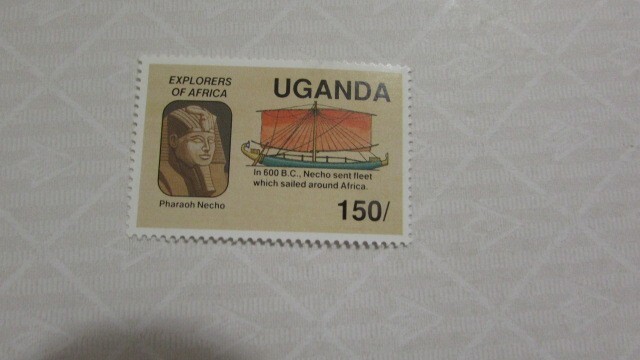 EXPLORERS
OF AFRICA
UGANDA
In 600 B.C., Necho sent fleet
which sailed around Africa.
Pharaoh Necho
150/